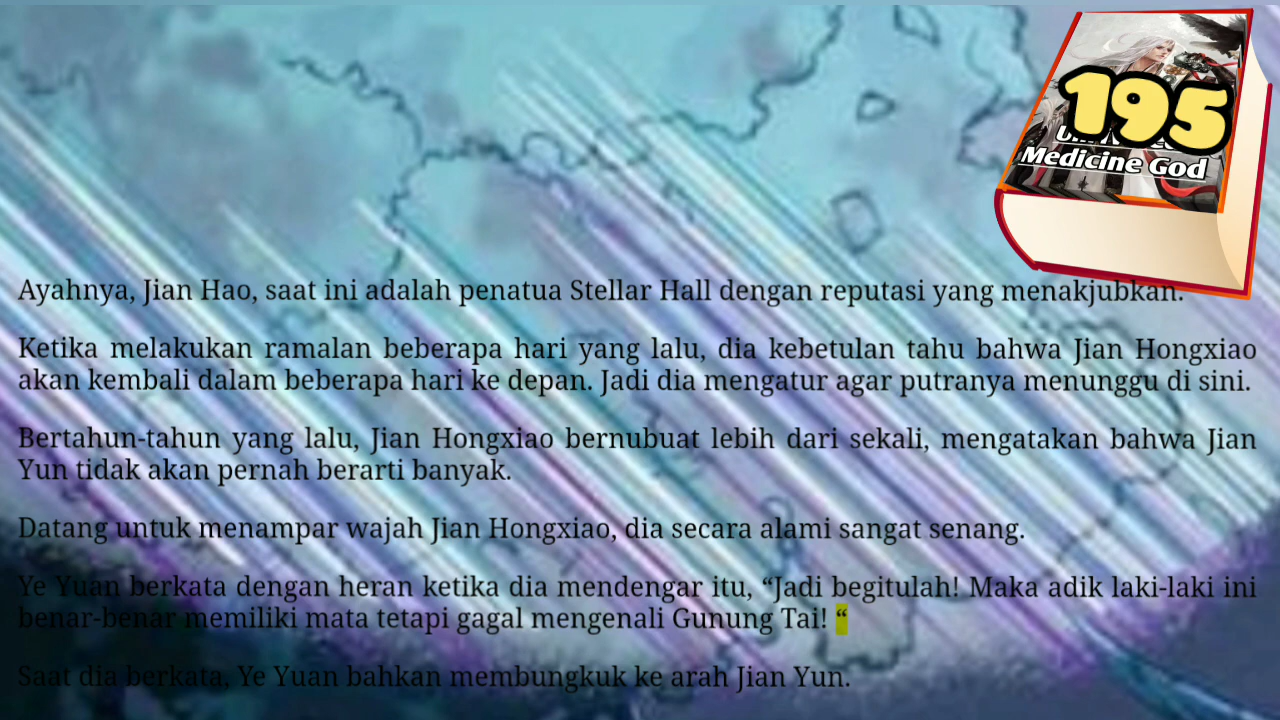 195
Medicine God
Ayahnya, Jian Hao, saat ini adalah penatua Stellar Hall dengan reputasi yang menakjubkan.
Ketika melakukan ramalan beberapa hari yang lalu, dia kebetulan tahu bahwa Jian Hongxiao
akan kembali dalam beberapa hari ke depan. Jadi dia mengatur agar putranya menunggu di sini.
Bertahun-tahun yang lalu, Jian Hongxiao bernubuat lebih dari sekali, mengatakan bahwa Jian
Yun tidak akan pernah berarti banyak.
Datang untuk menampar wajah Jian Hongxiao, dia secara alami sangat senang.
Ye Yuan berkata dengan heran ketika dia mendengar itu, “Jadi begitulah! Maka adik laki-laki ini
benar-benar memiliki mata tetapi gagal mengenali Gunung Tai! “
Saat dia berkata, Ye Yuan bahkan membungkuk ke arah Jian Yun.